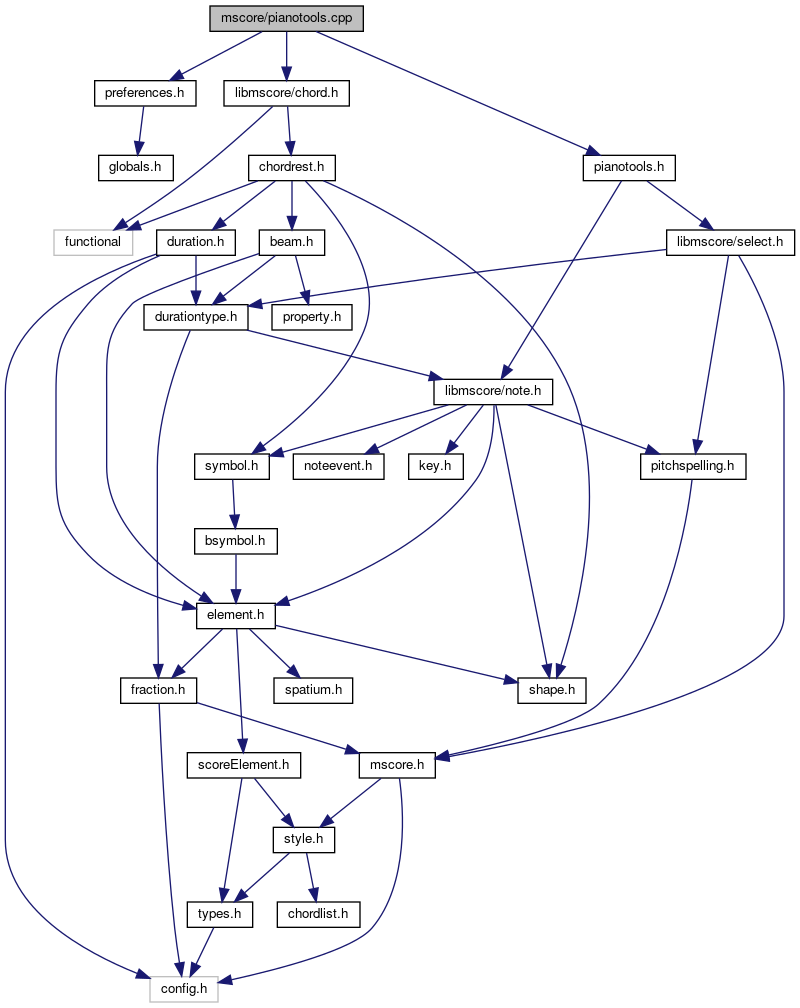 mscore/pianotools.cpp
preferences.h
libmscore/chord.h
globals.h
chordrest.h
pianotools.h
functional
duration.h
beam.h
libmscore/select.h
durationtype.h
property.h
libmscore/note.h
symbol.h
noteevent.h
key.h
pitchspelling.h
bsymbol.h
element.h
fraction.h
spatium.h
shape.h
scoreElement.h
mscore.h
style.h
types.h
chordlist.h
config.h